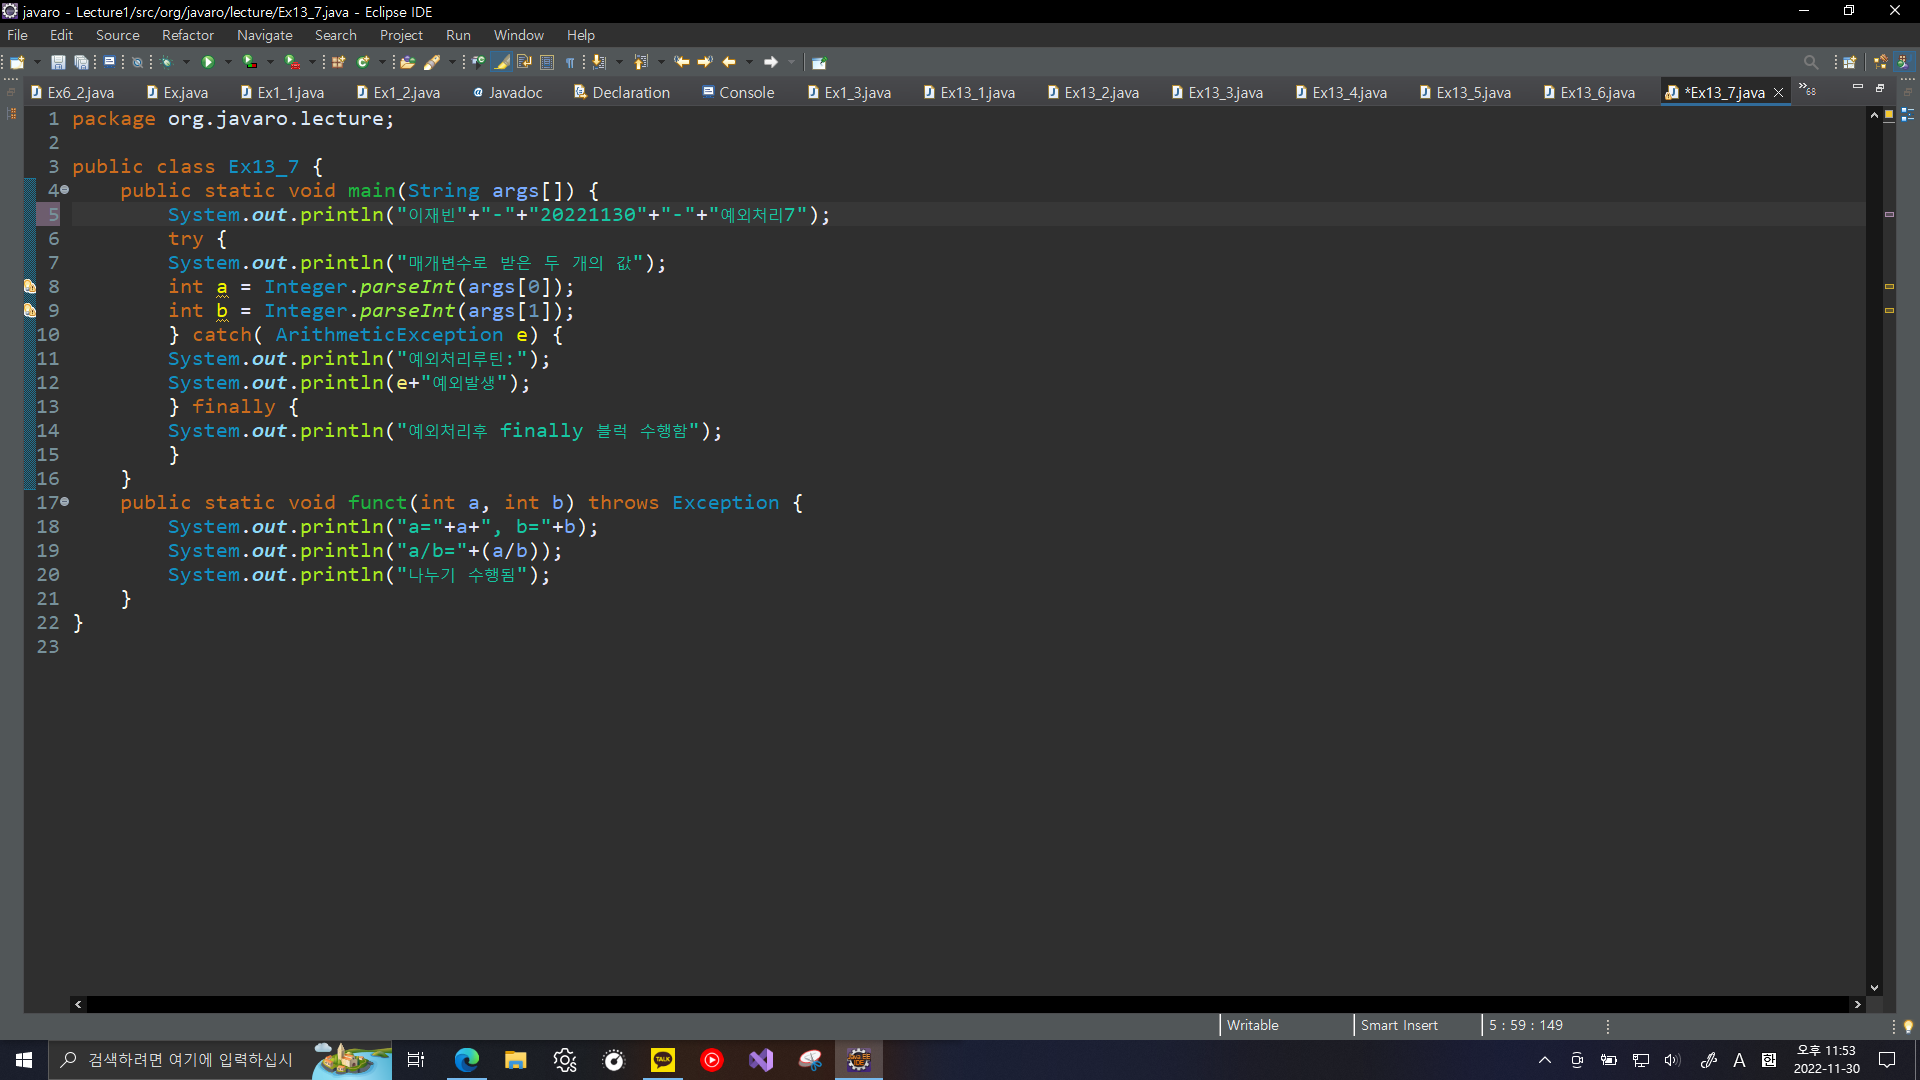 javaro - Lecture1/src/org/javaro/lecture/Ex13_7.java - Eclipse IDE
File Edit Source Refactor Navigate Search Project Run Window Help
Ex6_2.java Ex.java Ex1_1.java Ex1_2.java Javadoc Declaration Console Ex1_3.java Ex13_1.java Ex13_2.java Ex13_3.java Ex13_4.java Ex13_5.java Ex13_6.java *Ex13_7.java »68
1 package org.javaro.lecture;
2
3 public class Ex13_7 {
4 public static void main(String args[]) {
5 System.out.println("이재빈"+"-"+"20221130"+"-"+"예외처리7");
6 try {
7 System.out.println("매개변수로 받은 두 개의 값");
8 int a = Integer.parseInt(args[0]);
9 int b = Integer.parseInt(args[1]);
10 } catch( ArithmeticException e) {
11 System.out.println("예외처리루틴:");
12 System.out.println(e+"예외발생");
13 } finally {
14 System.out.println("예외처리후 finally 블럭 수행함");
15 }
16 }
17 public static void funct(int a, int b) throws Exception {
18 System.out.println("a="+a+", b="+b);
19 System.out.println("a/b="+(a/b));
20 System.out.println("나누기 수행됨");
21 }
22 }
23
Writable Smart Insert 5 : 59 : 149
검색하려면 여기에 입력하십시
TALK
A
오후 11:53
2022-11-30